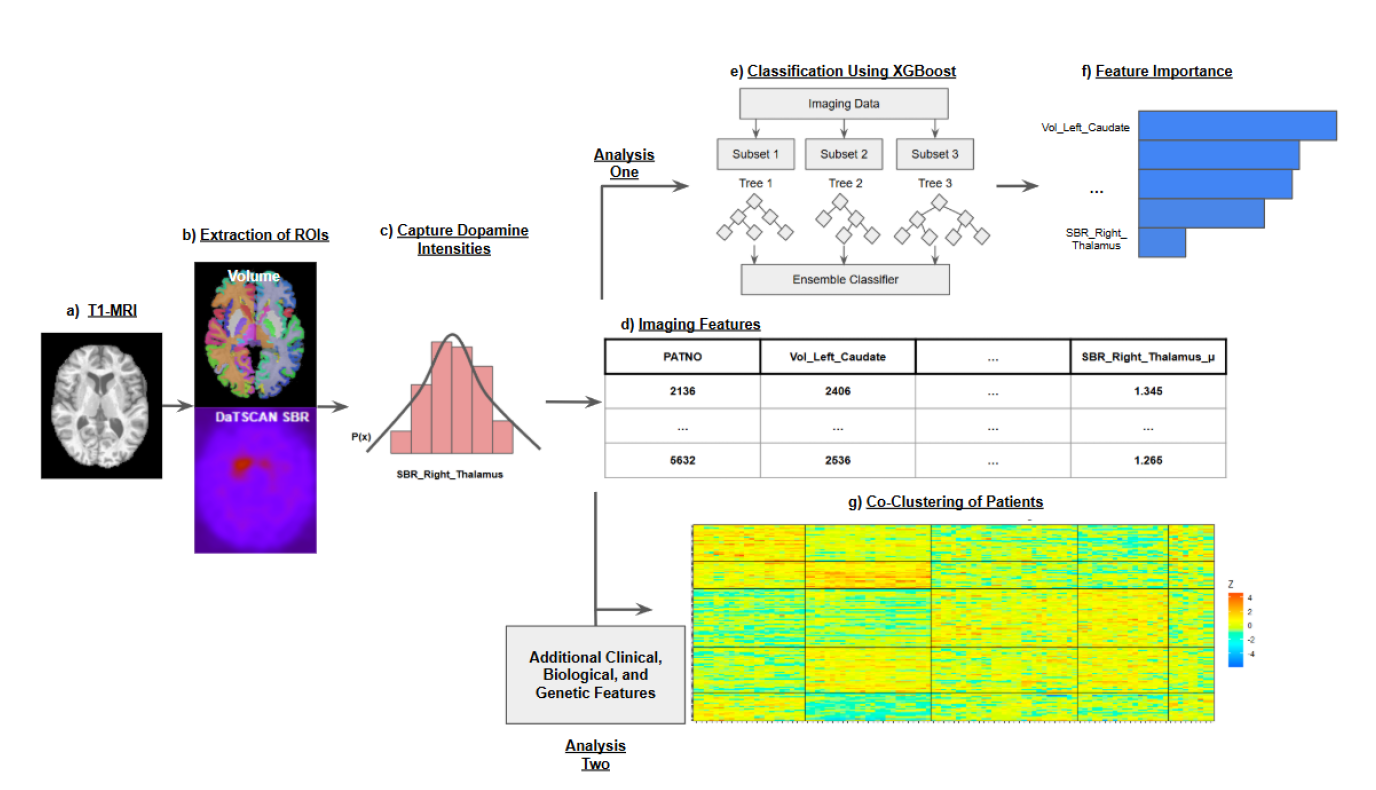 a) T1-MRI
b) Extraction of ROIs
Volume
DaTSCAN SBR
c) Capture Dopamine
Intensities
P(x)
SBR_Right_Thalamus
d) Imaging Features
PATNO Vol_Left_Caudate ... SBR_Right_Thalamus_μ
2136 2406 ... 1.345
... ... ... ...
5632 2536 ... 1.265
Analysis
One
e) Classification Using XGBoost
Imaging Data
Subset 1 Subset 2 Subset 3
Tree 1 Tree 2 Tree 3
Ensemble Classifier
f) Feature Importance
Vol_Left_Caudate
...
SBR_Right_
Thalamus
g) Co-Clustering of Patients
Z
4
2
0
-2
-4
Additional Clinical,
Biological, and
Genetic Features
Analysis
Two